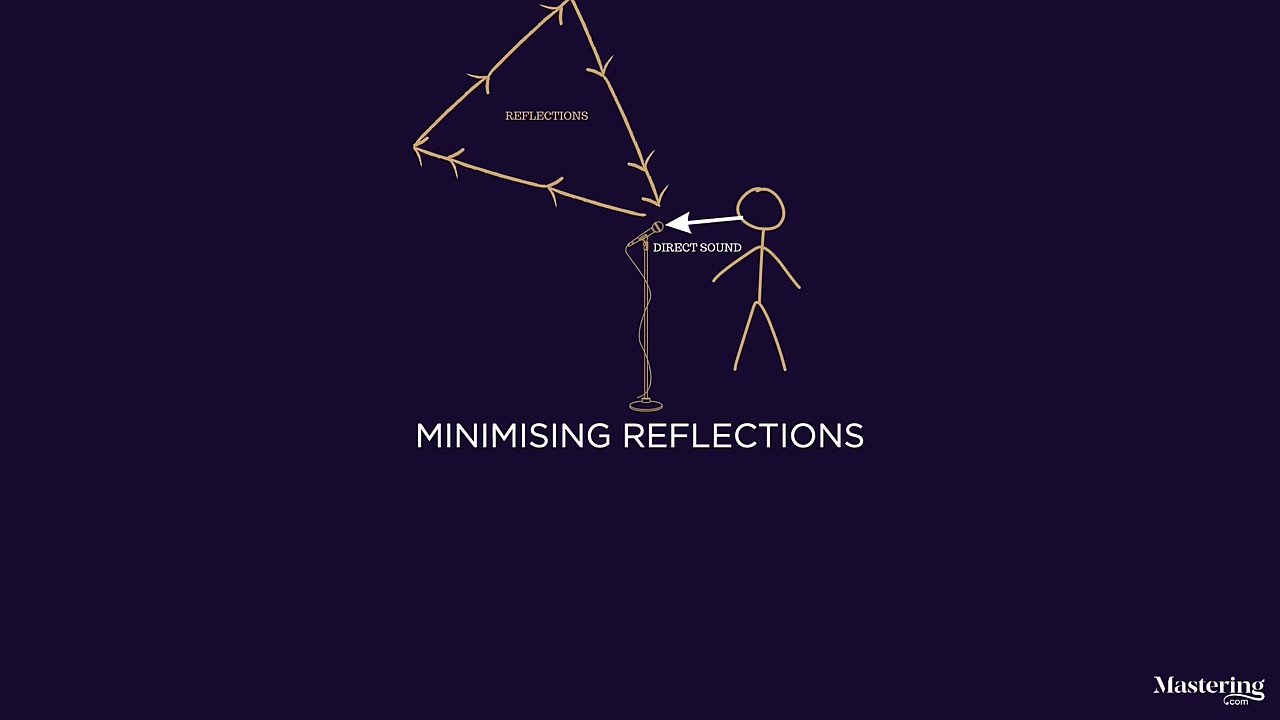 REFLECTIONS
DIRECT SOUND
MINIMISING REFLECTIONS
Mastering
.com